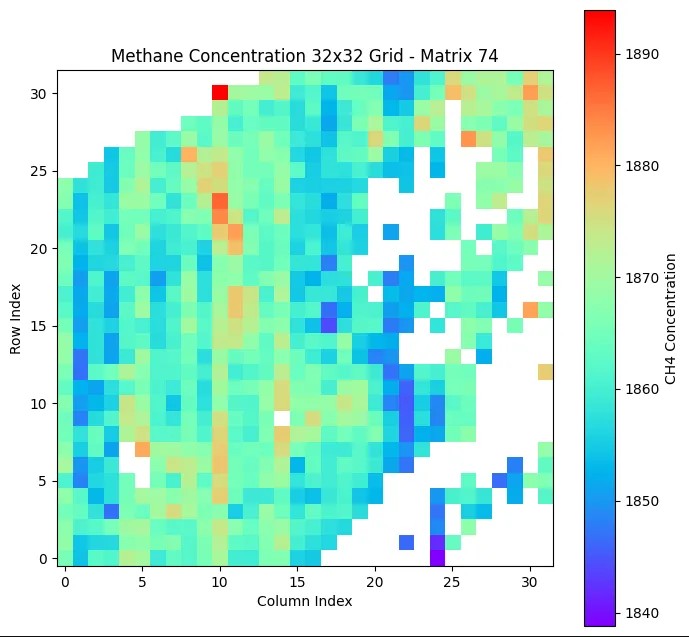 Methane Concentration 32x32 Grid - Matrix 74
30
25
20
15
10
5
0
Row Index
0 5 10 15 20 25 30
Column Index
1890
1880
1870
1860
1850
1840
CH4 Concentration